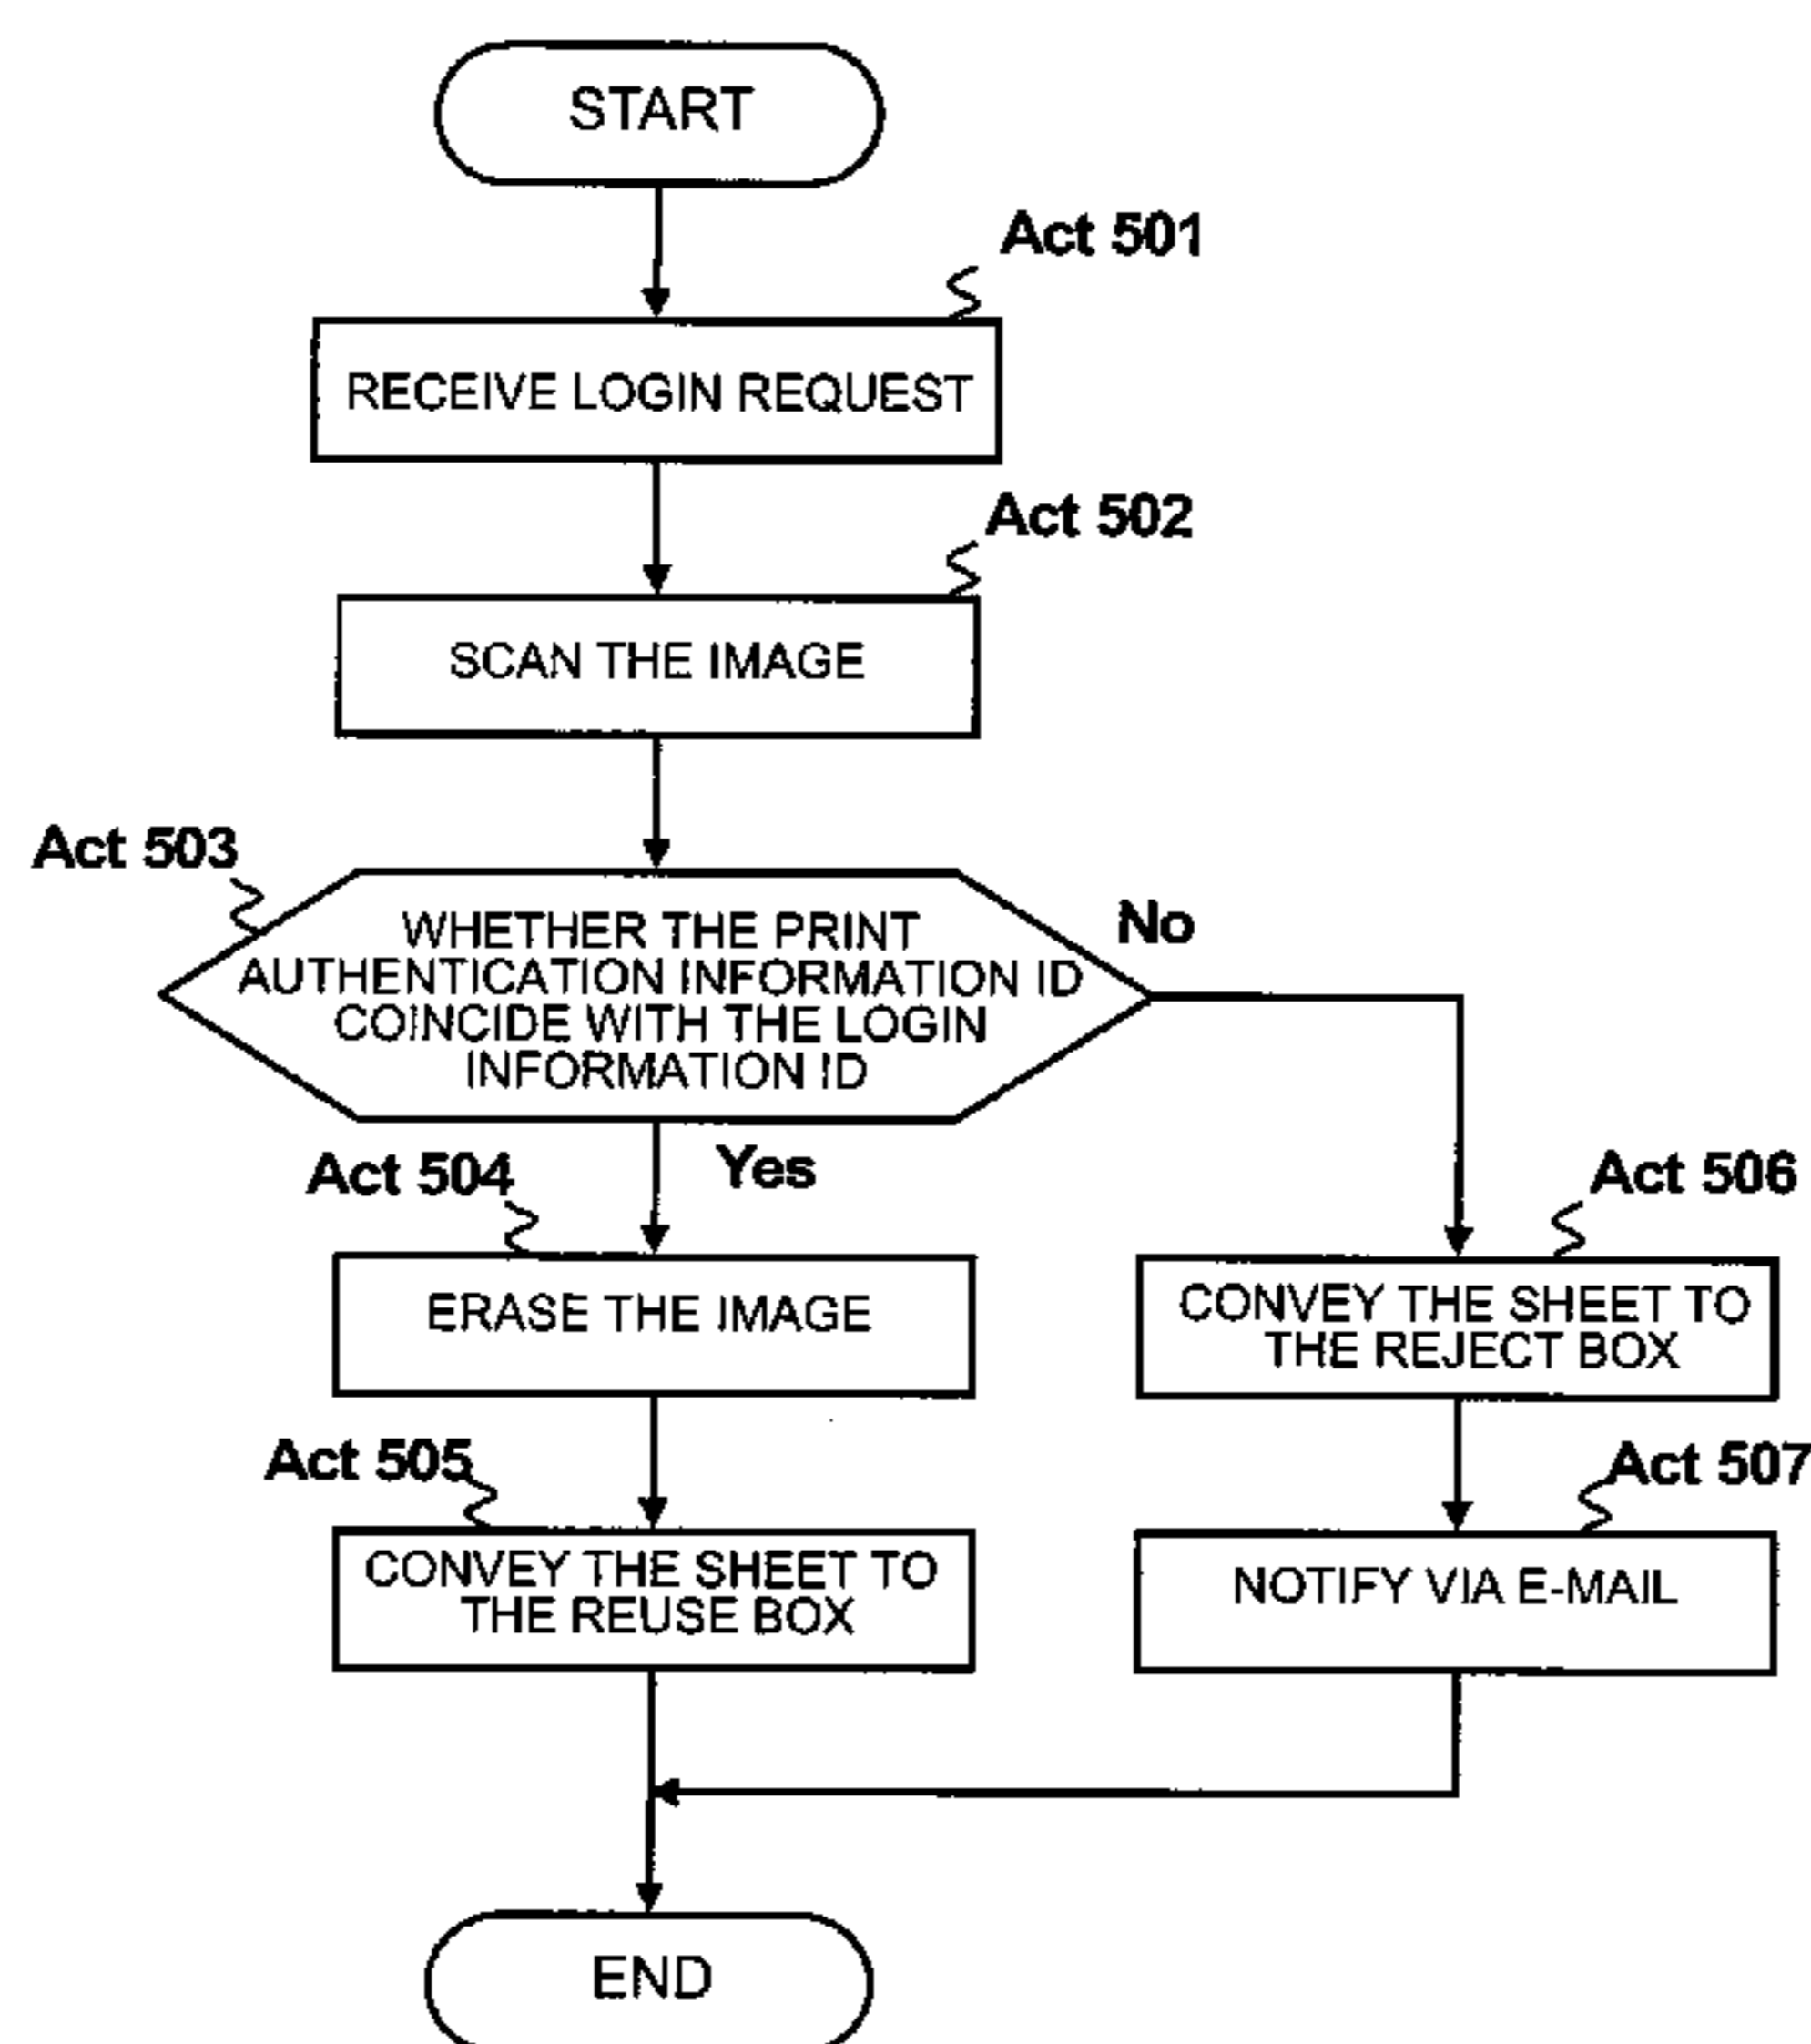 START
Act 501
RECEIVE LOGIN REQUEST
Act 502
SCAN THE IMAGE
Act 503
WHETHER THE PRINT
AUTHENTICATION INFORMATION ID
COINCIDE WITH THE LOGIN
INFORMATION ID
No
Yes
Act 504
ERASE THE IMAGE
Act 506
CONVEY THE SHEET TO
THE REJECT BOX
Act 505
CONVEY THE SHEET TO
THE REUSE BOX
Act 507
NOTIFY VIA E-MAIL
END